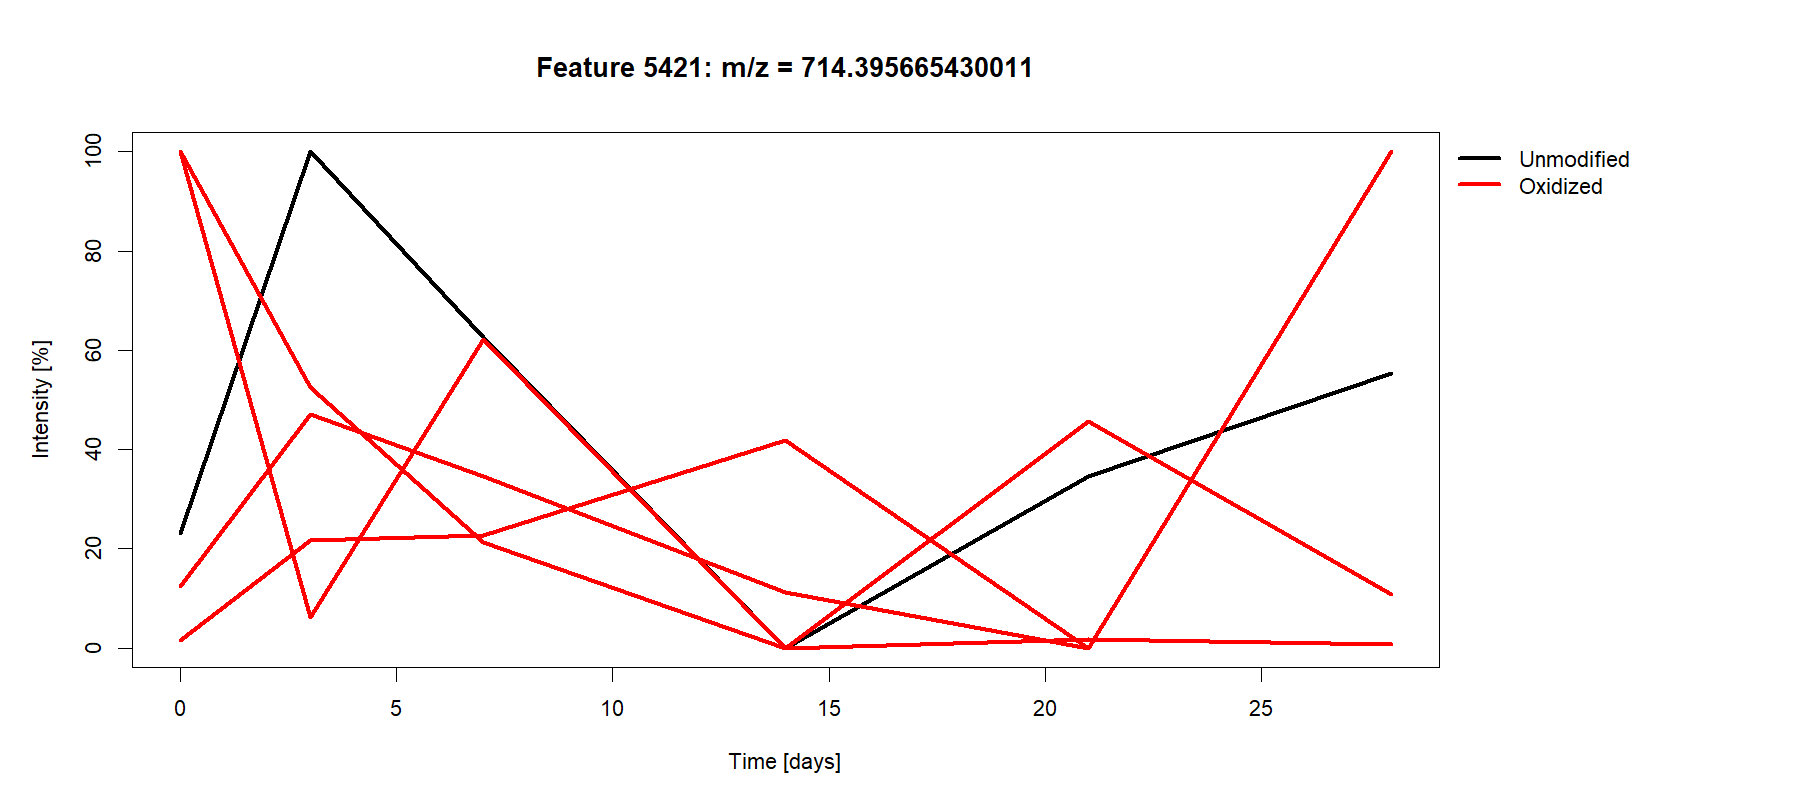 Feature 5421: m/z = 714.395665430011
Unmodified
Oxidized
Intensity [%]
100
80
60
40
20
0
0 5 10 15 20 25
Time [days]